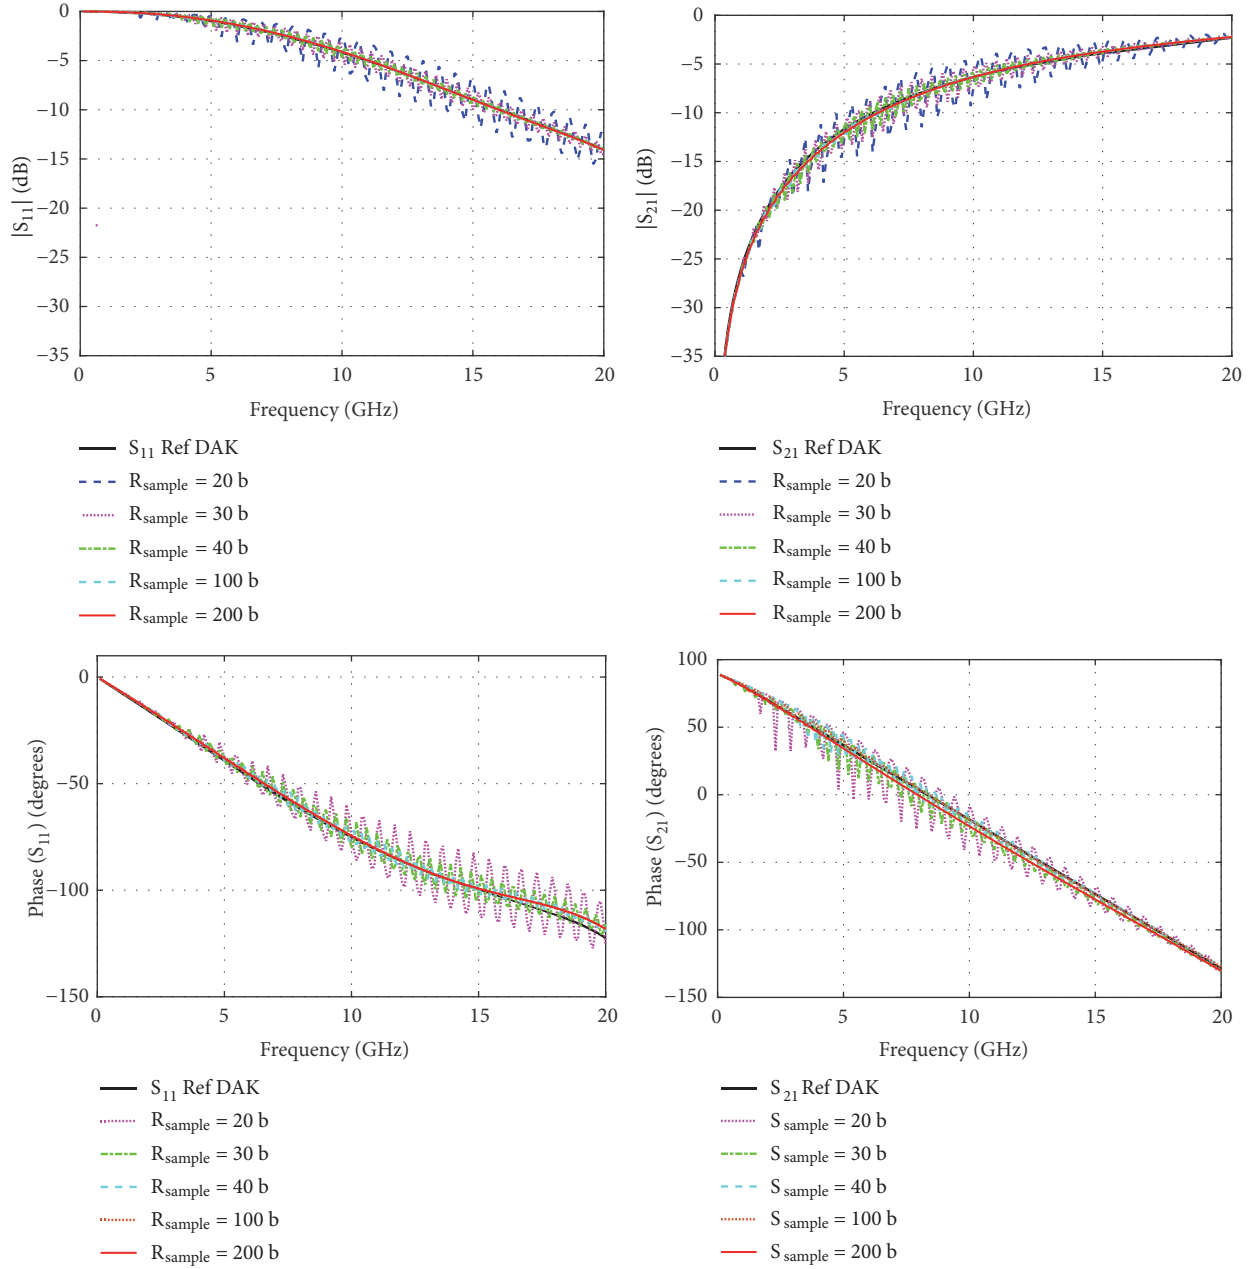 0
−5
−10
−15
−20
−25
−30
−35
|S11| (dB)
0 5 10 15 20
Frequency (GHz)
S11 Ref DAK
Rsample = 20 b
Rsample = 30 b
Rsample = 40 b
Rsample = 100 b
Rsample = 200 b
0
−5
−10
−15
−20
−25
−30
−35
|S21| (dB)
0 5 10 15 20
Frequency (GHz)
S21 Ref DAK
Rsample = 20 b
Rsample = 30 b
Rsample = 40 b
Rsample = 100 b
Rsample = 200 b
0
−50
−100
−150
Phase (S11) (degrees)
0 5 10 15 20
Frequency (GHz)
S11 Ref DAK
Rsample = 20 b
Rsample = 30 b
Rsample = 40 b
Rsample = 100 b
Rsample = 200 b
100
50
0
−50
−100
−150
Phase (S21) (degrees)
0 5 10 15 20
Frequency (GHz)
S21 Ref DAK
S sample = 20 b
S sample = 30 b
S sample = 40 b
S sample = 100 b
S sample = 200 b